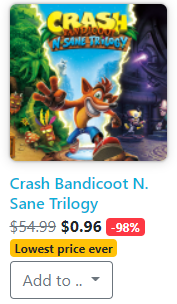 CRASH
BANDICOOT
N. SANE TRILOGY
Crash Bandicoot N.
Sane Trilogy
$54.99 $0.96 -98%
Lowest price ever
Add to ..